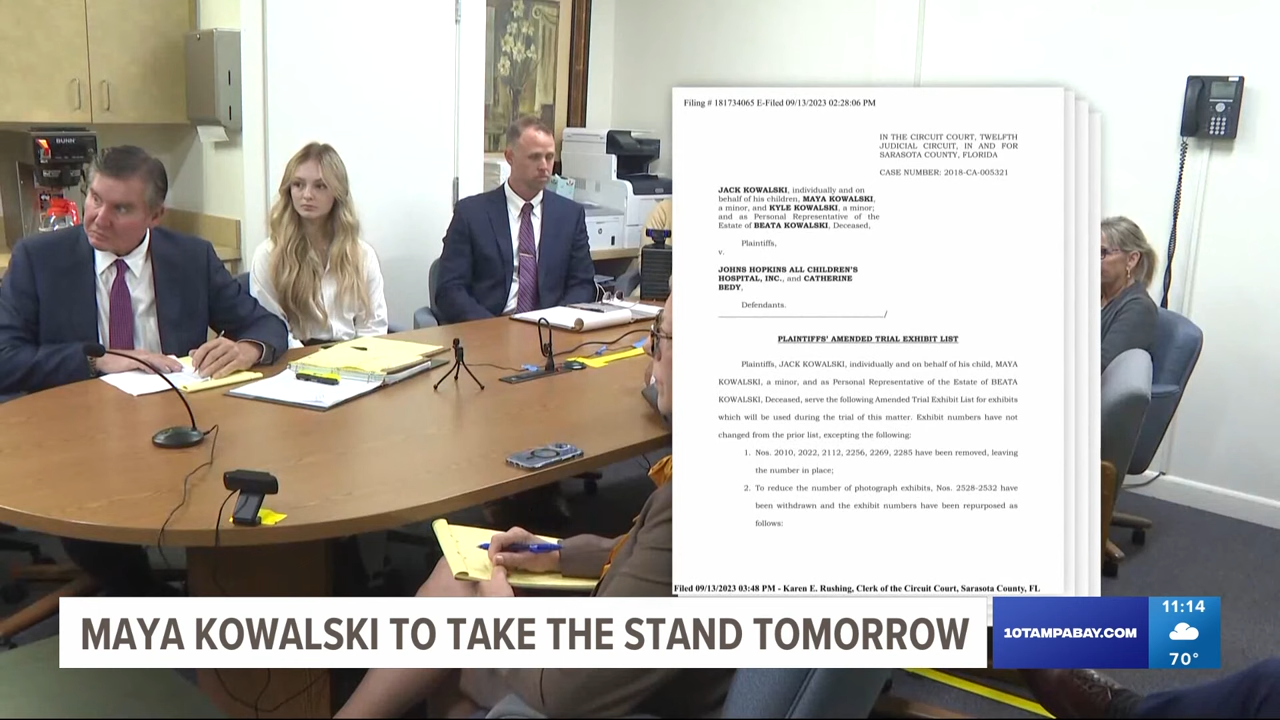 BUNN
Filing # 181734065 E-Filed 09/13/2023 02:28:06 PM
IN THE CIRCUIT COURT, TWELFTH
JUDICIAL CIRCUIT, IN AND FOR
SARASOTA COUNTY, FLORIDA
CASE NUMBER: 2018-CA-005321
JACK KOWALSKI, individually and on
behalf of his children, MAYA KOWALSKI,
a minor, and KYLE KOWALSKI, a minor;
and as Personal Representative of the
Estate of BEATA KOWALSKI, Deceased,
Plaintiffs,
v.
JOHNS HOPKINS ALL CHILDREN'S
HOSPITAL, INC., and CATHERINE
BEDY,
Defendants.
/
PLAINTIFFS' AMENDED TRIAL EXHIBIT LIST
Plaintiffs, JACK KOWALSKI, individually and on behalf of his child, MAYA
KOWALSKI, a minor, and as Personal Representative of the Estate of BEATA
KOWALSKI, Deceased, serve the following Amended Trial Exhibit List for exhibits
which will be used during the trial of this matter. Exhibit numbers have not
changed from the prior list, excepting the following:
1. Nos. 2010, 2022, 2112, 2256, 2269, 2285 have been removed, leaving
the number in place;
2. To reduce the number of photograph exhibits, Nos. 2528-2532 have
been withdrawn and the exhibit numbers have been repurposed as
follows:
Filed 09/13/2023 03:48 PM - Karen E. Rushing, Clerk of the Circuit Court, Sarasota County, FL
MAYA KOWALSKI TO TAKE THE STAND TOMORROW
10TAMPABAY.COM
11:14
70°